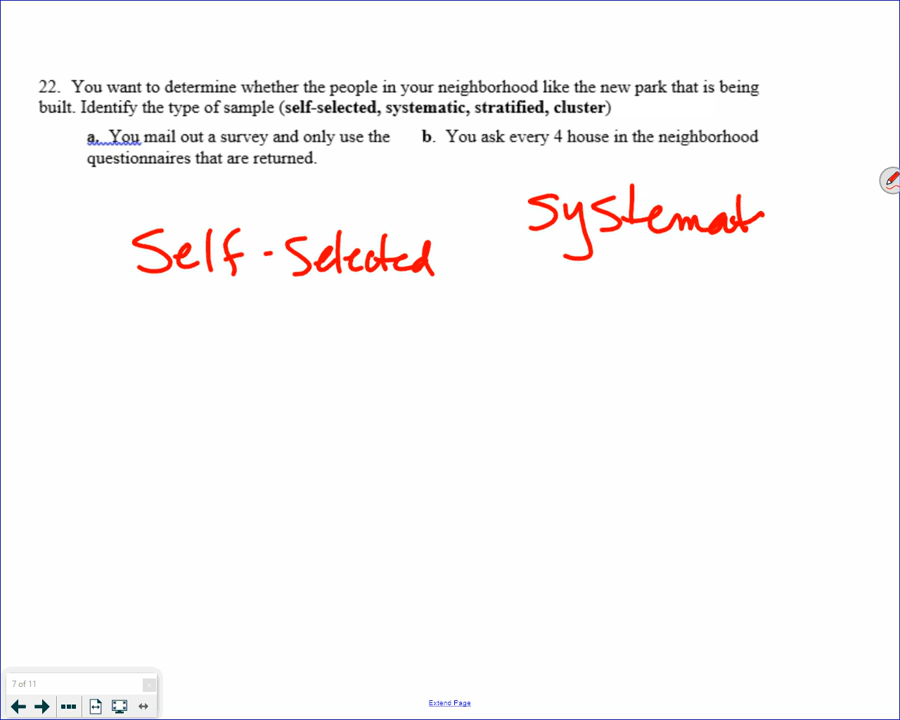 22. You want to determine whether the people in your neighborhood like the new park that is being
built. Identify the type of sample (self-selected, systematic, stratified, cluster)
a. You mail out a survey and only use the
questionnaires that are returned.
b. You ask every 4 house in the neighborhood
Self-Selected
Systemat
7 of 11
Extend Page